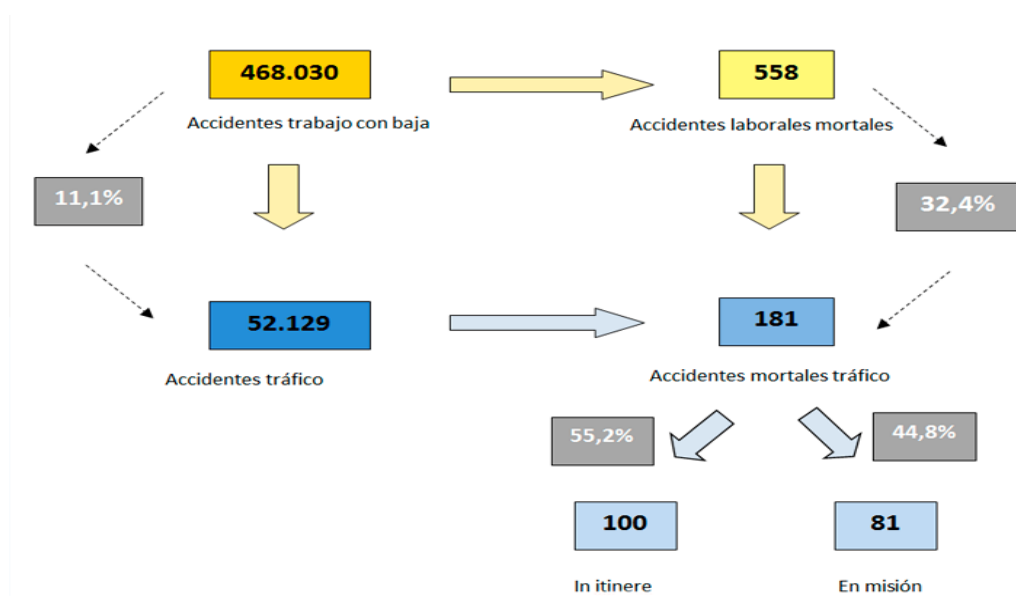 468.030
558
Accidentes trabajo con baja
Accidentes laborales mortales
11,1%
32,4%
52.129
181
Accidentes tráfico
Accidentes mortales tráfico
55,2%
44,8%
100
81
In itinere
En misión